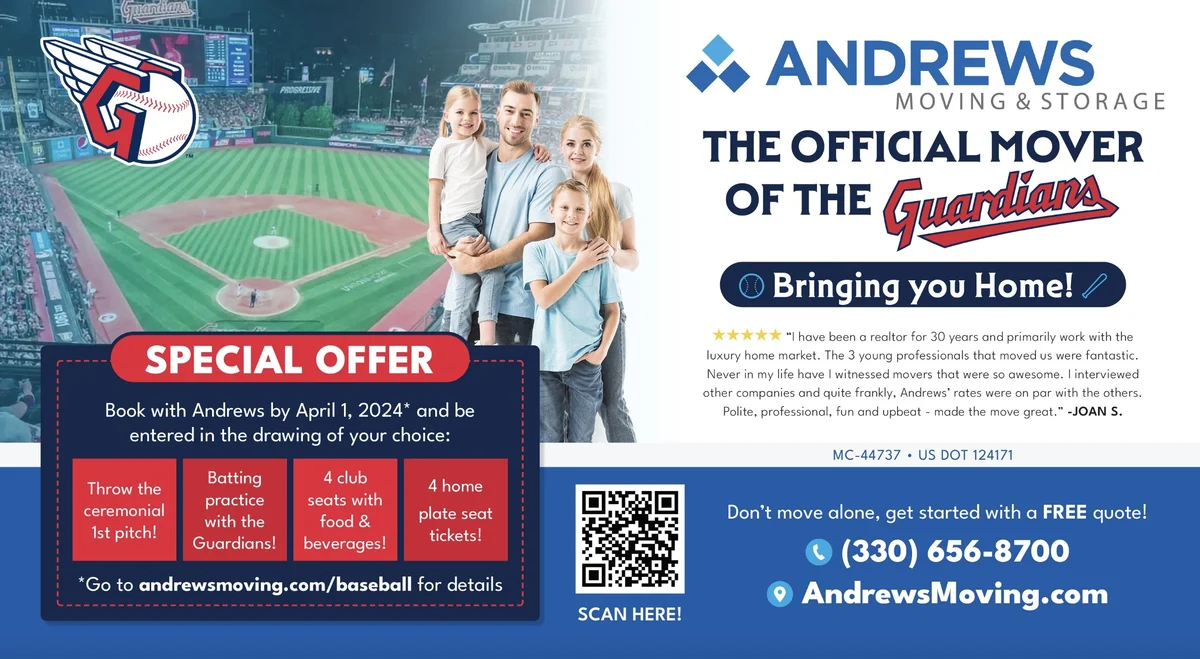 Guardians
PROGRESSIVE
G
TM
ANDREWS
MOVING & STORAGE
THE OFFICIAL MOVER
OF THE Guardians
Bringing you Home!
★★★★★ “I have been a realtor for 30 years and primarily work with the
luxury home market. The 3 young professionals that moved us were fantastic.
Never in my life have I witnessed movers that were so awesome. I interviewed
other companies and quite frankly, Andrews’ rates were on par with the others.
Polite, professional, fun and upbeat - made the move great.” -JOAN S.
MC-44737 • US DOT 124171
SPECIAL OFFER
Book with Andrews by April 1, 2024* and be
entered in the drawing of your choice:
Throw the
ceremonial
1st pitch!
Batting
practice
with the
Guardians!
4 club
seats with
food &
beverages!
4 home
plate seat
tickets!
*Go to andrewsmoving.com/baseball for details
SCAN HERE!
Don’t move alone, get started with a FREE quote!
(330) 656-8700
AndrewsMoving.com